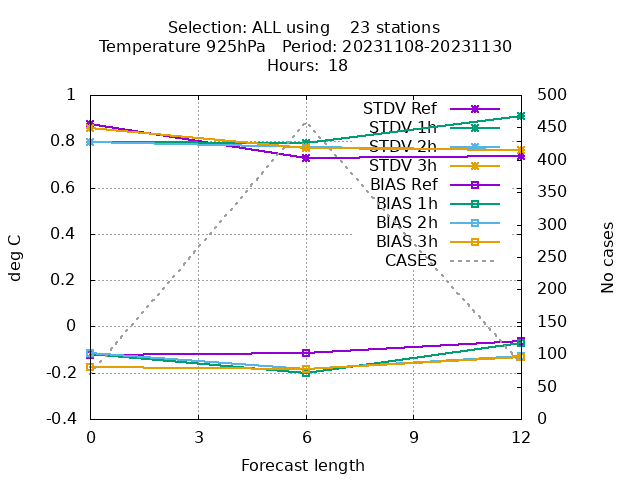 Selection: ALL using    23 stations
Temperature 925hPa   Period: 20231108-20231130
Hours:  18
STDV Ref
STDV 1h
STDV 2h
STDV 3h
BIAS Ref
BIAS 1h
BIAS 2h
BIAS 3h
CASES
deg C
1
0.8
0.6
0.4
0.2
0
-0.2
-0.4
No cases
500
450
400
350
300
250
200
150
100
50
0
0 3 6 9 12
Forecast length